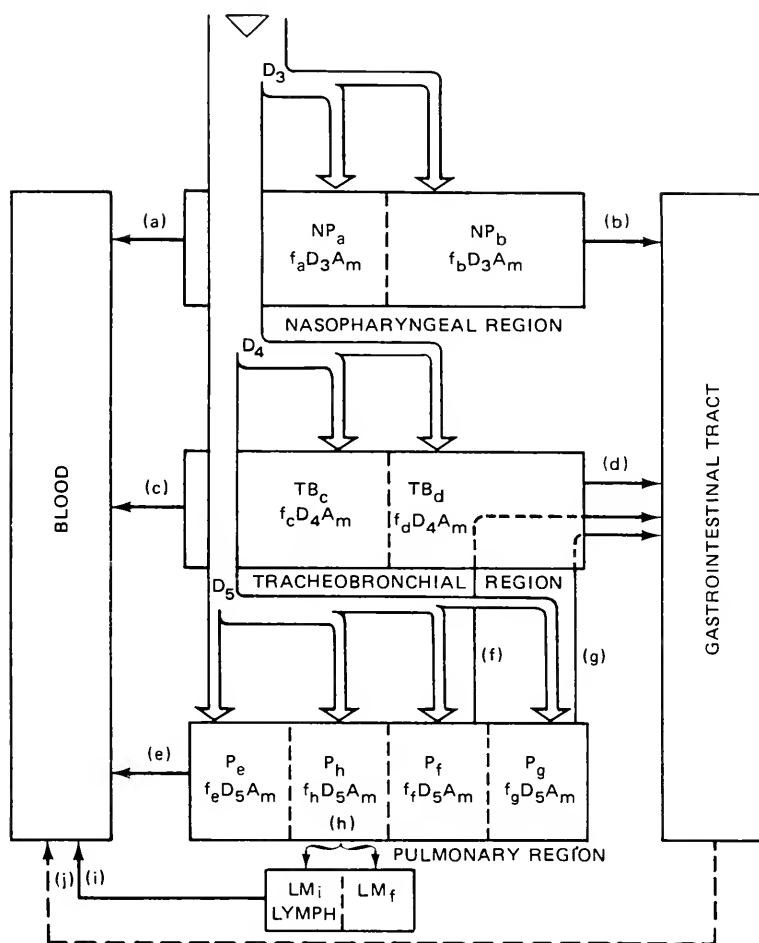 D3
(a)
NPa
faD3Am
NPb
fbD3Am
(b)
NASOPHARYNGEAL REGION
D4
BLOOD
GASTROINTESTINAL TRACT
(c)
TBc
fcD4Am
TBd
fdD4Am
(d)
TRACHEOBRONCHIAL REGION
D5
(f)
(g)
(e)
Pe
feD5Am
Ph
fhD5Am
Pf
ffD5Am
Pg
fgD5Am
(h)
PULMONARY REGION
(j)
(i)
LMi
LYMPH
LMf